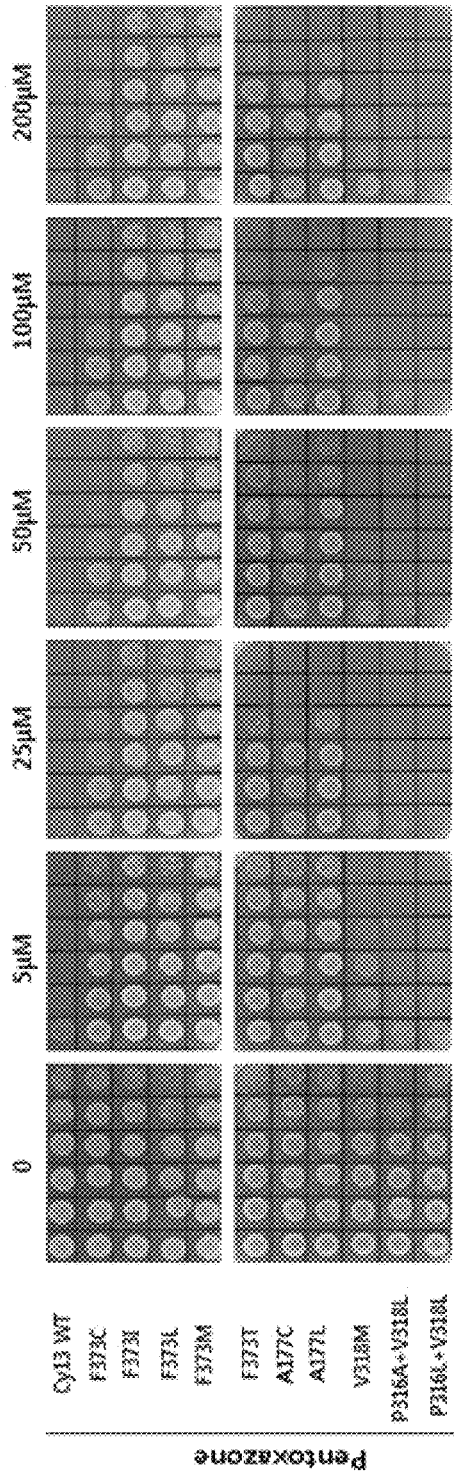 0
5μM
25μM
50μM
100μM
200μM
Pentoxazone
Cy13 WT
F373C
F373I
F373L
F373M
F373T
A177C
A177L
V318M
P316A+V318L
P316L+V318L